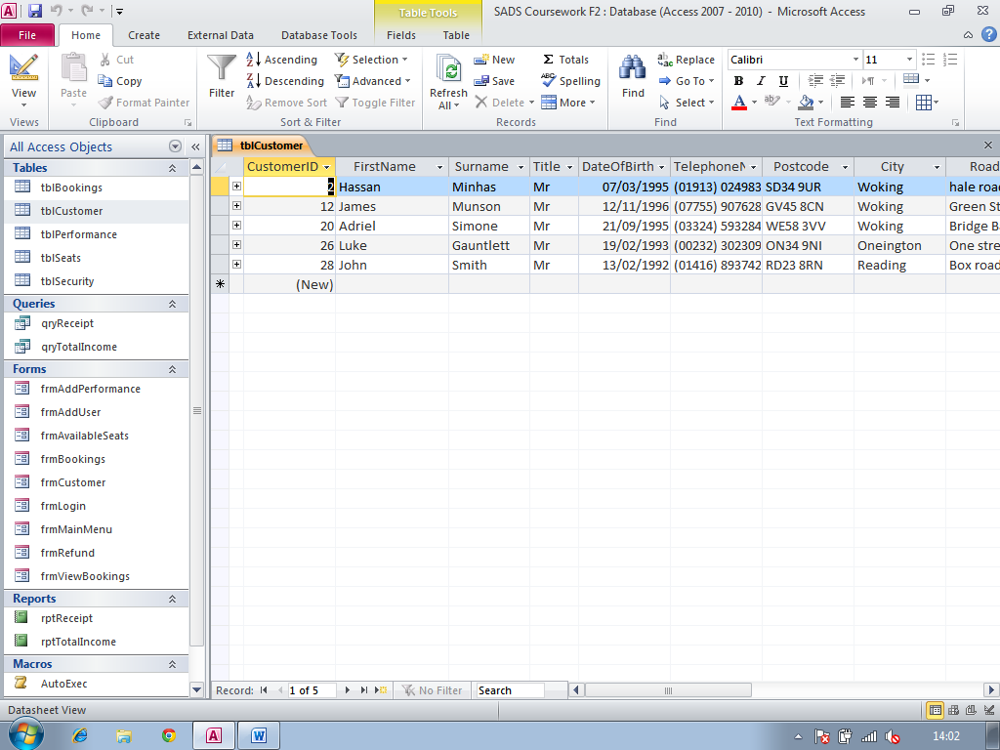 Table Tools
SADS Coursework F2 : Database (Access 2007 - 2010) - Microsoft Access
File Home Create External Data Database Tools Fields Table
View
Views
Paste
Cut
Copy
Format Painter
Clipboard
Filter
Ascending
Descending
Remove Sort
Selection
Advanced
Toggle Filter
Sort & Filter
Refresh
All
New
Save
Delete
Totals
Spelling
More
Records
Find
Replace
Go To
Select
Find
Calibri 11
B I U
Text Formatting
All Access Objects
Tables
tblBookings
tblCustomer
tblPerformance
tblSeats
tblSecurity
Queries
qryReceipt
qryTotalIncome
Forms
frmAddPerformance
frmAddUser
frmAvailableSeats
frmBookings
frmCustomer
frmLogin
frmMainMenu
frmRefund
frmViewBookings
Reports
rptReceipt
rptTotalIncome
Macros
AutoExec
tblCustomer
CustomerID FirstName Surname Title DateOfBirth TelephoneN Postcode City Road
2 Hassan Minhas Mr 07/03/1995 (01913) 024983 SD34 9UR Woking hale road
12 James Munson Mr 12/11/1996 (07755) 907628 GV45 8CN Woking Green St
20 Adriel Simone Mr 21/09/1995 (03324) 593284 WE58 3VV Woking Bridge B
26 Luke Gauntlett Mr 19/02/1993 (00232) 302309 ON34 9NI Oneington One stre
28 John Smith Mr 13/02/1992 (01416) 893742 RD23 8RN Reading Box road
(New)
Record: 1 of 5 No Filter Search
Datasheet View
14:02